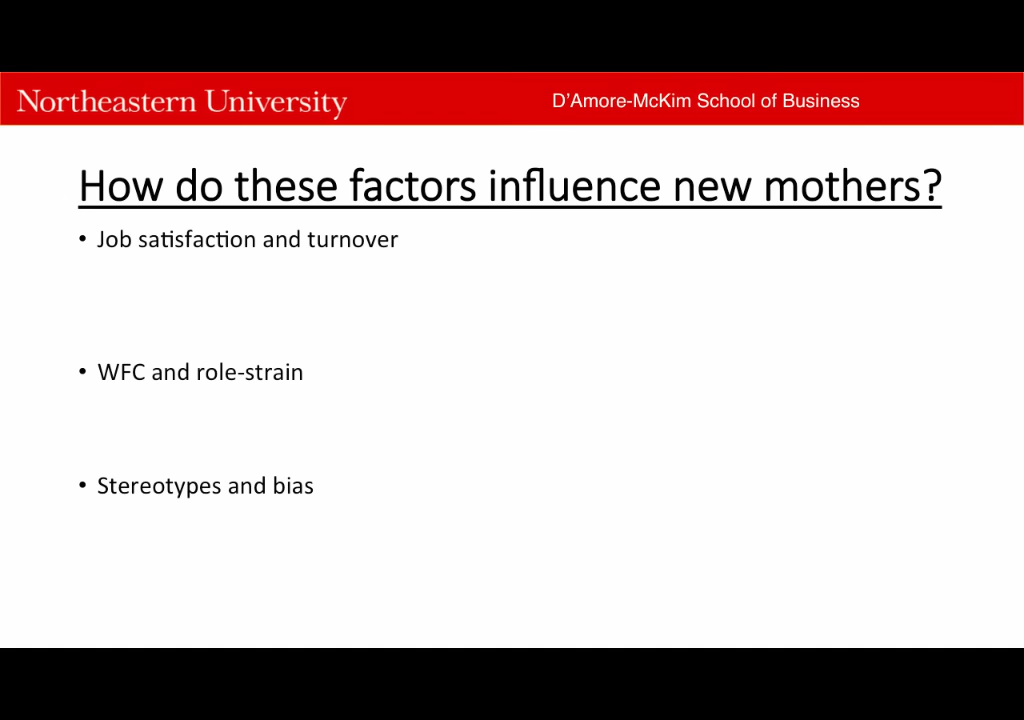 Northeastern University
D'Amore-McKim School of Business
How do these factors influence new mothers?
• Job satisfaction and turnover
• WFC and role-strain
• Stereotypes and bias